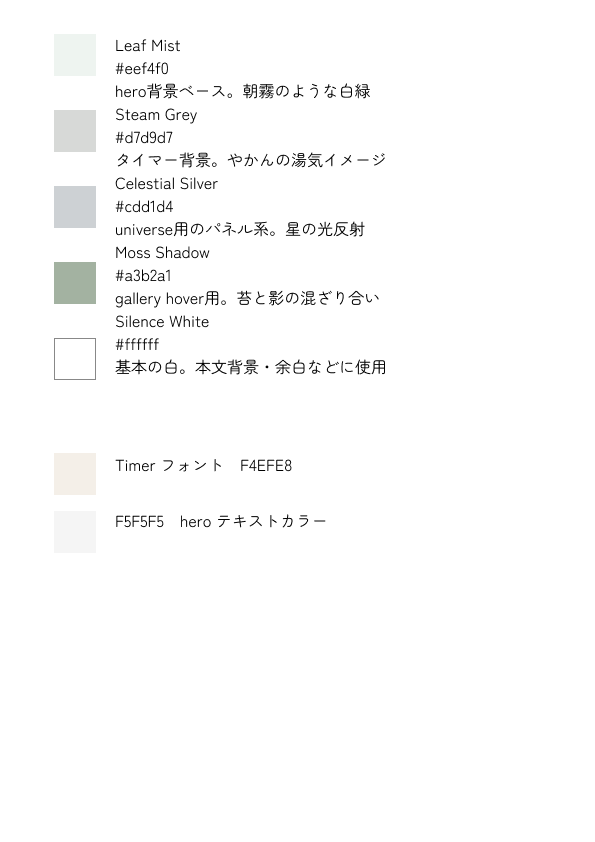 Leaf Mist
#eef4f0
hero背景ベース。朝霧のような白緑
Steam Grey
#d7d9d7
タイマー背景。やかんの湯気イメージ
Celestial Silver
#cdd1d4
universe用のパネル系。星の光反射
Moss Shadow
#a3b2a1
gallery hover用。苔と影の混ざり合い
Silence White
#ffffff
基本の白。本文背景・余白などに使用
Timer フォント　F4EFE8
F5F5F5　hero テキストカラー